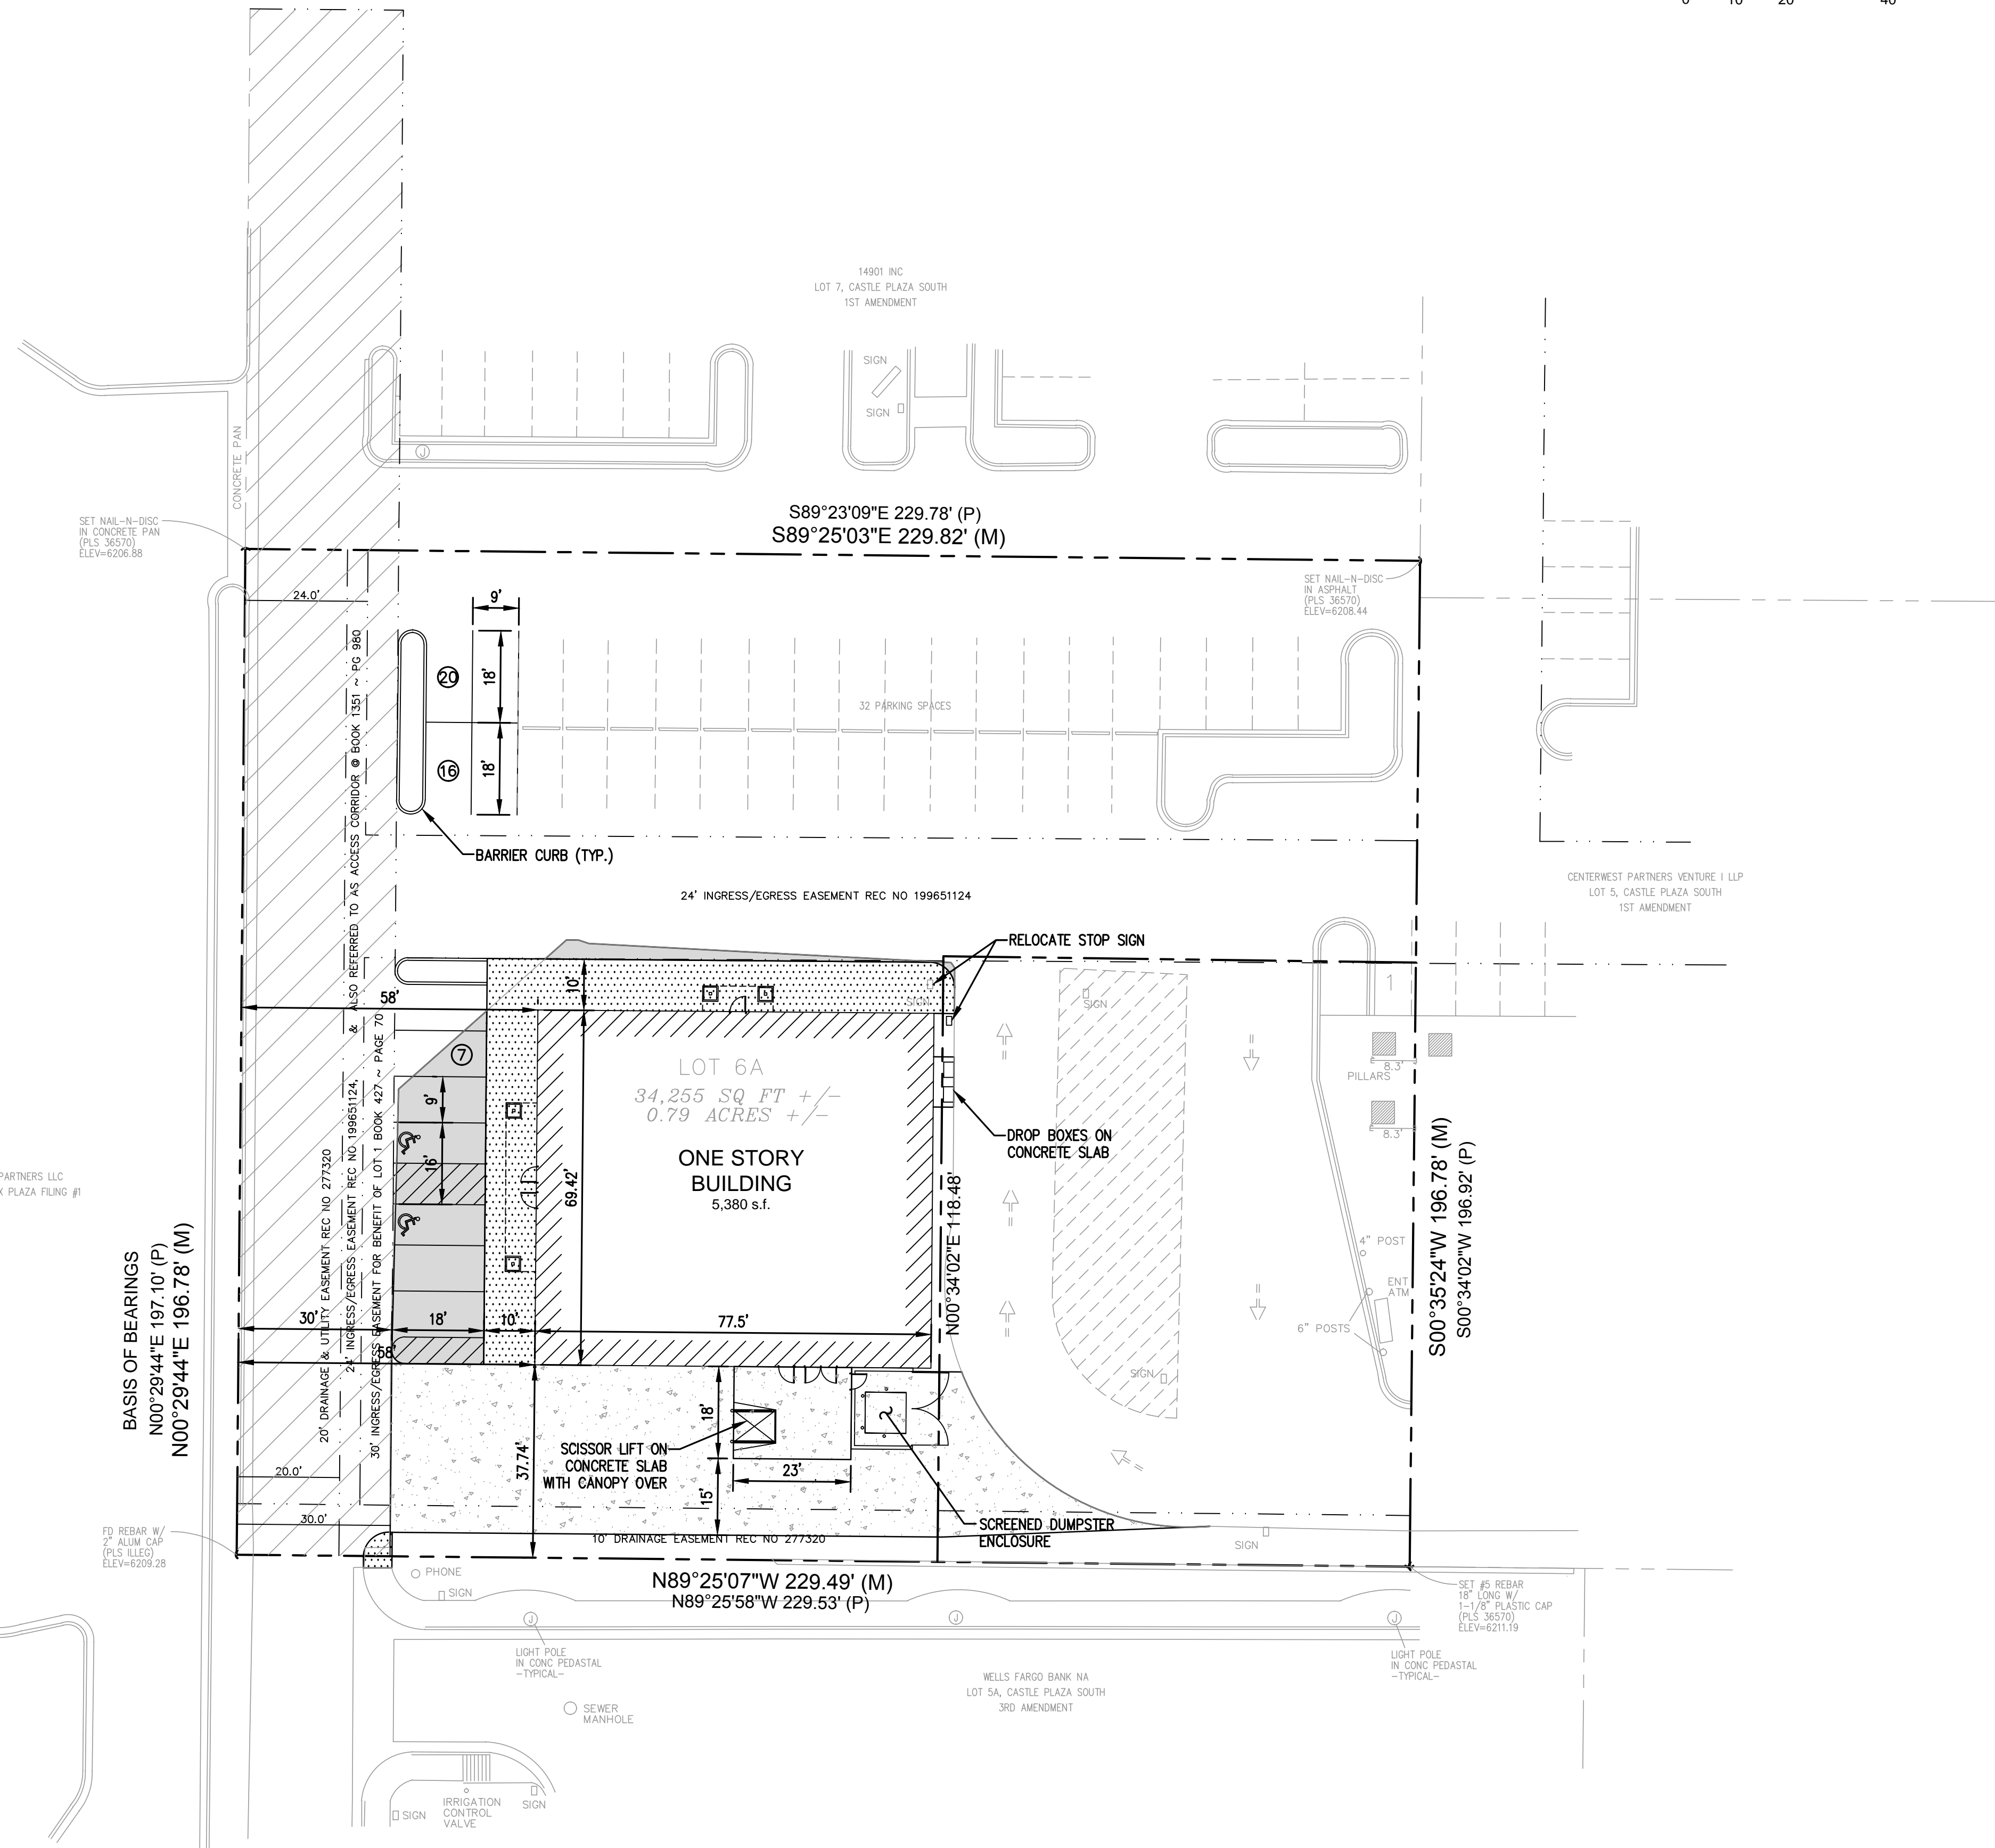 0 10 20 40
14901 INC
LOT 7, CASTLE PLAZA SOUTH
1ST AMENDMENT
SIGN
SIGN
J
CONCRETE PAN
SET NAIL-N-DISC
IN CONCRETE PAN
(PLS 36570)
ELEV=6206.88
S89°23'09"E 229.78' (P)
S89°25'03"E 229.82' (M)
SET NAIL-N-DISC
IN ASPHALT
(PLS 36570)
ELEV=6208.44
24.0'
9'
20
18'
16
18'
32 PARKING SPACES
BARRIER CURB (TYP.)
24' INGRESS/EGRESS EASEMENT REC NO 199651124
CENTERWEST PARTNERS VENTURE I LLP
LOT 5, CASTLE PLAZA SOUTH
1ST AMENDMENT
RELOCATE STOP SIGN
10'
58'
SIGN
SIGN
1
8.3'
PILLARS
8.3'
7
9'
16'
LOT 6A
34,255 SQ FT +/-
0.79 ACRES +/-
ONE STORY
BUILDING
5,380 s.f.
69.42'
DROP BOXES ON
CONCRETE SLAB
N00°34'02"E 118.48'
S00°35'24"W 196.78' (M)
S00°34'02"W 196.92' (P)
PARTNERS LLC
X PLAZA FILING #1
BASIS OF BEARINGS
N00°29'44"E 197.10' (P)
N00°29'44"E 196.78' (M)
20' DRAINAGE & UTILITY EASEMENT REC NO 277320
24' INGRESS/EGRESS EASEMENT REC NO 199651124, & ALSO REFERRED TO AS ACCESS CORRIDOR @ BOOK 1351 ~ PG 980
30' INGRESS/EGRESS EASEMENT FOR BENEFIT OF LOT 1 BOOK 427 ~ PAGE 70
4" POST
ENT
ATM
6" POSTS
30'
18'
10'
77.5'
58'
SIGN
18'
37.74'
SCISSOR LIFT ON
CONCRETE SLAB
WITH CANOPY OVER
23'
15'
20.0'
30.0'
SCREENED DUMPSTER
ENCLOSURE
10' DRAINAGE EASEMENT REC NO 277320
SIGN
FD REBAR W/
2" ALUM CAP
(PLS ILLEG)
ELEV=6209.28
PHONE
SIGN
N89°25'07"W 229.49' (M)
N89°25'58"W 229.53' (P)
SET #5 REBAR
18" LONG W/
1-1/8" PLASTIC CAP
(PLS 36570)
ELEV=6211.19
J
J
J
LIGHT POLE
IN CONC PEDASTAL
-TYPICAL-
LIGHT POLE
IN CONC PEDASTAL
-TYPICAL-
WELLS FARGO BANK NA
LOT 5A, CASTLE PLAZA SOUTH
3RD AMENDMENT
SEWER
MANHOLE
SIGN
IRRIGATION
CONTROL
VALVE
SIGN